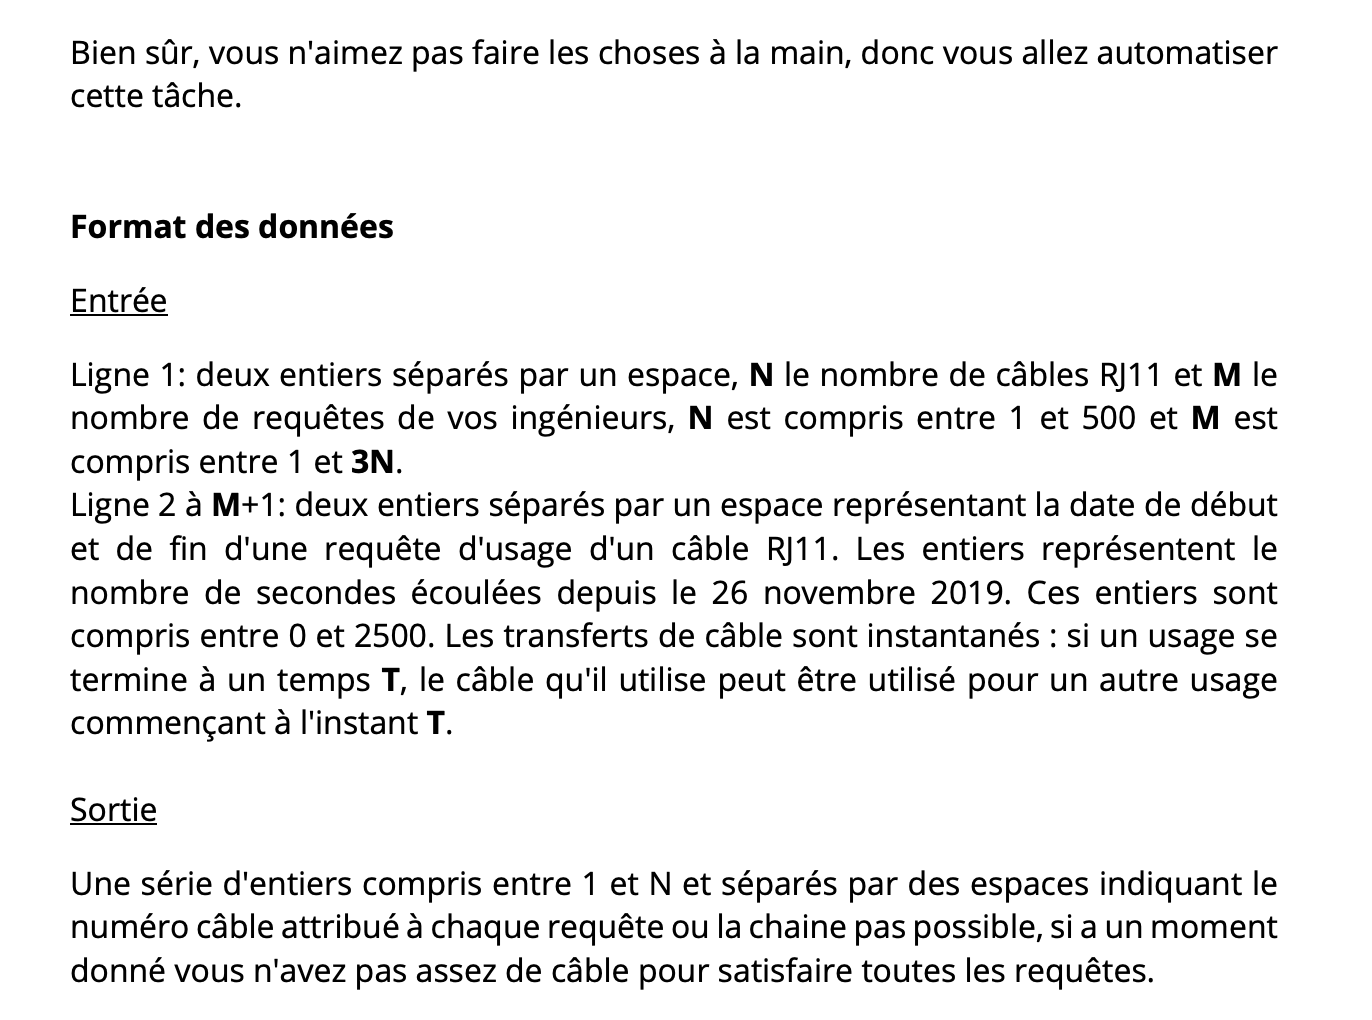 Bien sûr, vous n'aimez pas faire les choses à la main, donc vous allez automatiser
cette tâche.
Format des données
Entrée
Ligne 1: deux entiers séparés par un espace, N le nombre de câbles RJ11 et M le
nombre de requêtes de vos ingénieurs, N est compris entre 1 et 500 et M est
compris entre 1 et 3N.
Ligne 2 à M+1: deux entiers séparés par un espace représentant la date de début
et de fin d'une requête d'usage d'un câble RJ11. Les entiers représentent le
nombre de secondes écoulées depuis le 26 novembre 2019. Ces entiers sont
compris entre 0 et 2500. Les transferts de câble sont instantanés : si un usage se
termine à un temps T, le câble qu'il utilise peut être utilisé pour un autre usage
commençant à l'instant T.
Sortie
Une série d'entiers compris entre 1 et N et séparés par des espaces indiquant le
numéro câble attribué à chaque requête ou la chaine pas possible, si a un moment
donné vous n'avez pas assez de câble pour satisfaire toutes les requêtes.